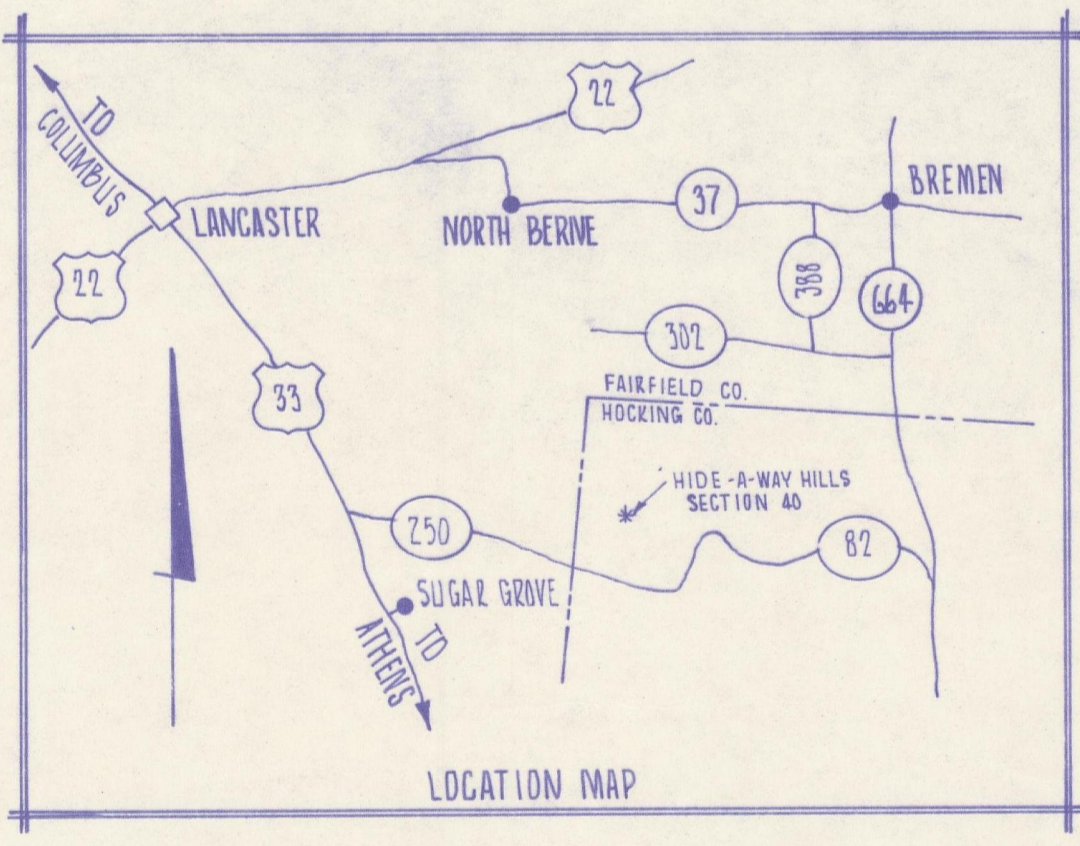 TO
COLUMBUS
22
BREMEN
37
LANCASTER
NORTH BERNE
22
388
664
302
33
FAIRFIELD CO.
HOCKING CO.
HIDE-A-WAY HILLS
SECTION 40
250
82
SUGAR GROVE
TO
ATHENS
LOCATION MAP